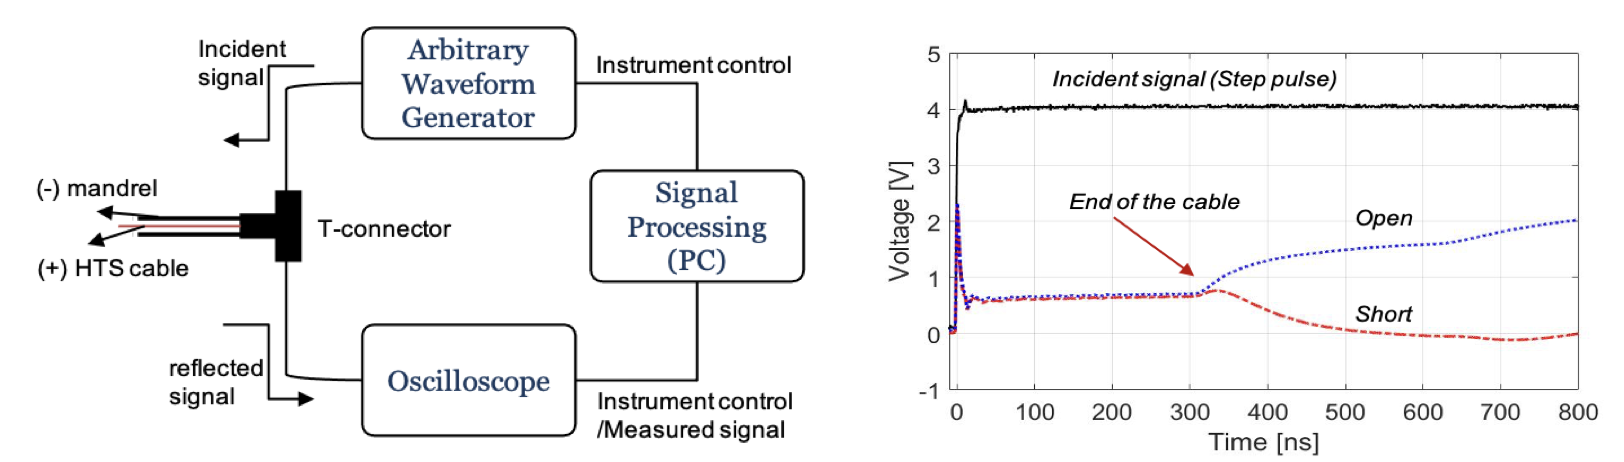 Incident
signal
Arbitrary
Waveform
Generator
Instrument control
(-) mandrel
(+) HTS cable
T-connector
Signal
Processing
(PC)
reflected
signal
Oscilloscope
Instrument control
/Measured signal
5
4
3
2
1
0
-1
Voltage [V]
Incident signal (Step pulse)
End of the cable
Open
Short
0 100 200 300 400 500 600 700 800
Time [ns]